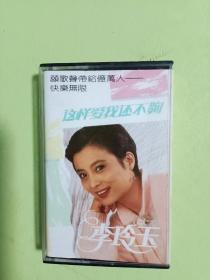 願歌聲帶給億萬人——
快樂無限
这样爱我还不夠
李玲玉